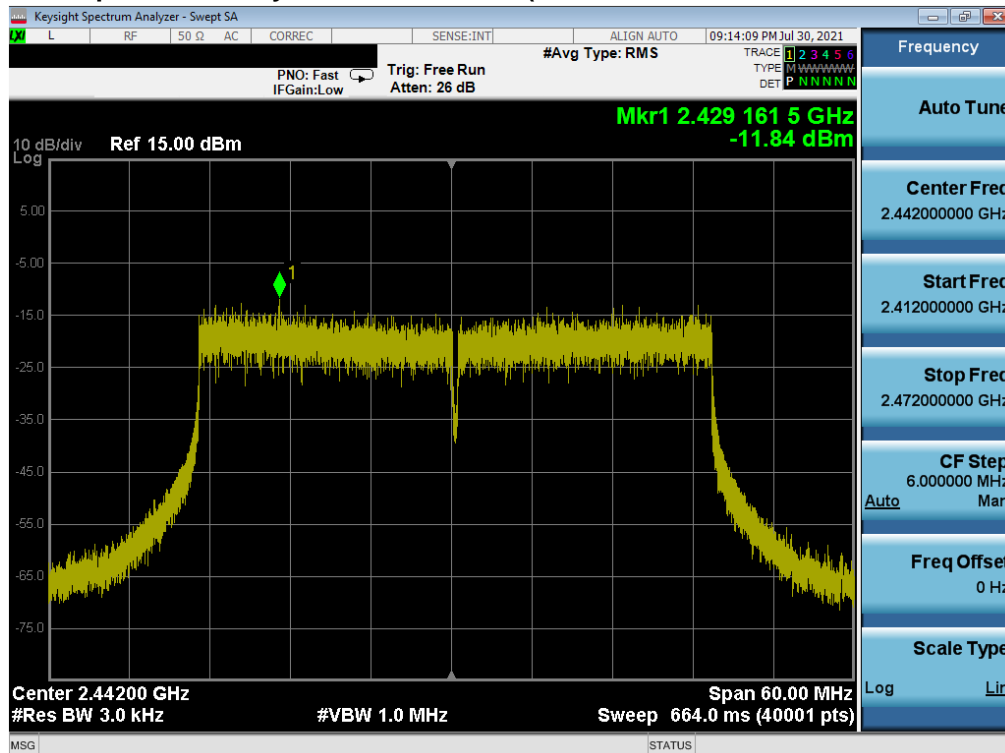 Keysight Spectrum Analyzer - Swept SA
LXI L RF 50 Ω AC CORREC SENSE:INT ALIGN AUTO 09:14:09 PM Jul 30, 2021
#Avg Type: RMS
TRACE 1 2 3 4 5 6
PNO: Fast Trig: Free Run TYPE M WWWWW
IFGain:Low Atten: 26 dB DET P N N N N N
Mkr1 2.429 161 5 GHz
-11.84 dBm
10 dB/div Ref 15.00 dBm
Log
5.00
-5.00
1
-15.0
-25.0
-35.0
-45.0
-55.0
-65.0
-75.0
Center 2.44200 GHz Span 60.00 MHz
#Res BW 3.0 kHz #VBW 1.0 MHz Sweep 664.0 ms (40001 pts)
MSG STATUS
Frequency
Auto Tune
Center Freq
2.442000000 GHz
Start Freq
2.412000000 GHz
Stop Freq
2.472000000 GHz
CF Step
6.000000 MHz
Auto Man
Freq Offset
0 Hz
Scale Type
Log Lin